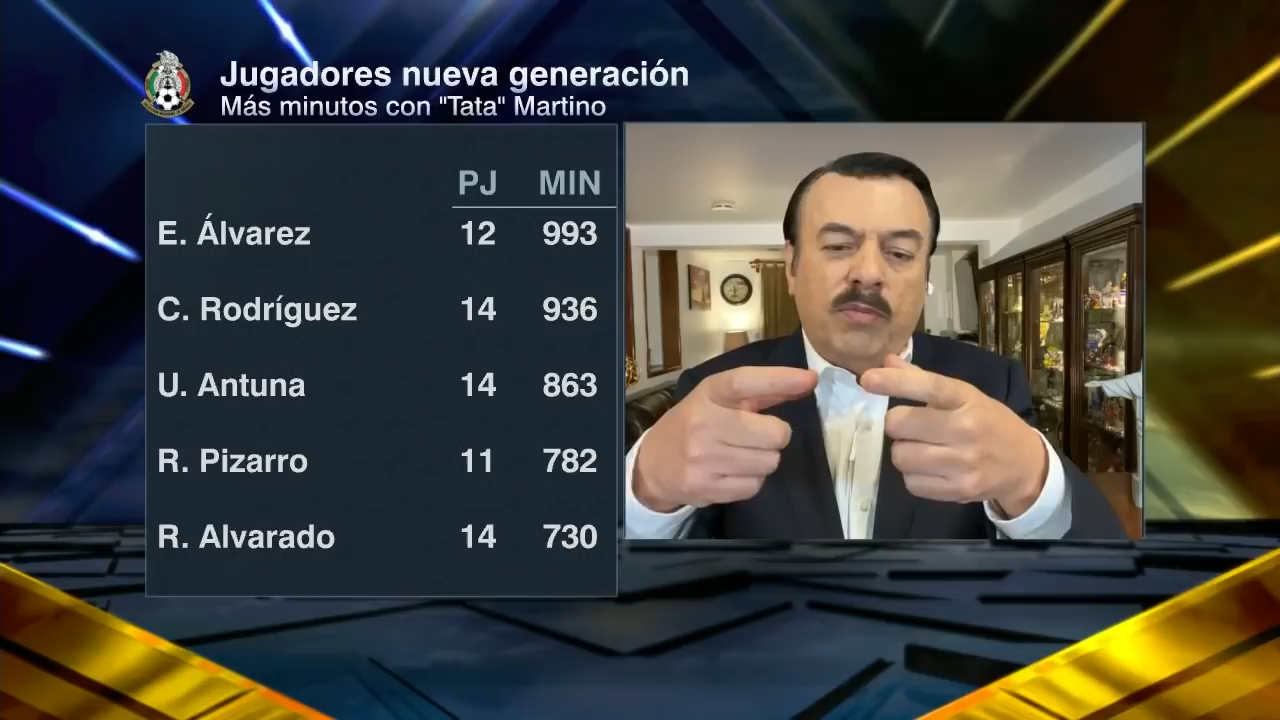 Jugadores nueva generación
Más minutos con "Tata" Martino
PJ MIN
E. Álvarez 12 993
C. Rodríguez 14 936
U. Antuna 14 863
R. Pizarro 11 782
R. Alvarado 14 730